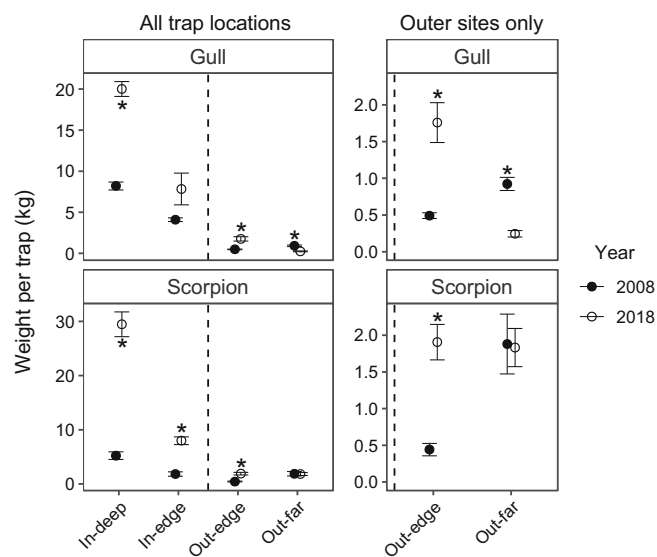 All trap locations
Outer sites only
Gull
Gull
20
15
10
5
0
*
*
*
2.0
1.5
1.0
0.5
0.0
*
*
Weight per trap (kg)
Scorpion
Scorpion
30
20
10
0
*
*
*
2.0
1.5
1.0
0.5
0.0
*
Year
2008
2018
In-deep
In-edge
Out-edge
Out-far
Out-edge
Out-far